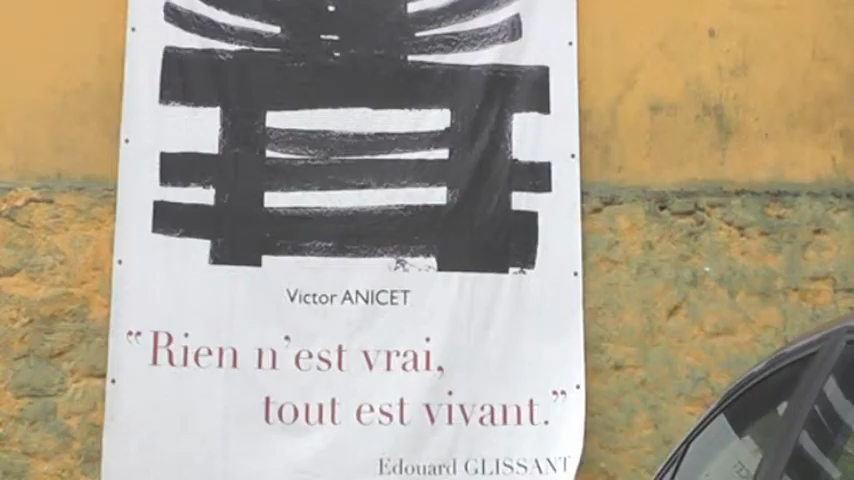 Victor ANICET
“Rien n’est vrai,
tout est vivant.”
Edouard GLISSANT